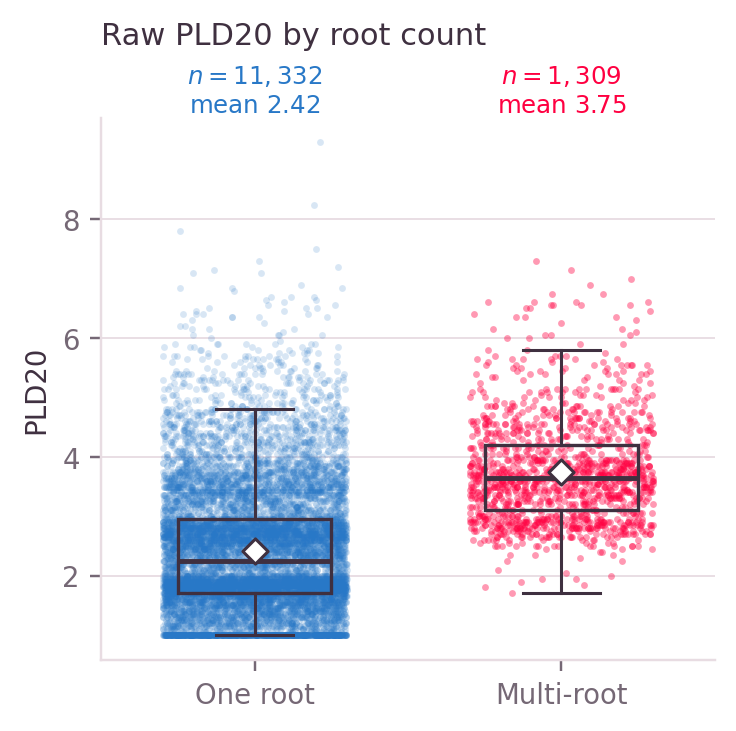 Raw PLD20 by root count
n = 11, 332
mean 2.42
n = 1, 309
mean 3.75
8
6
4
2
PLD20
One root
Multi-root